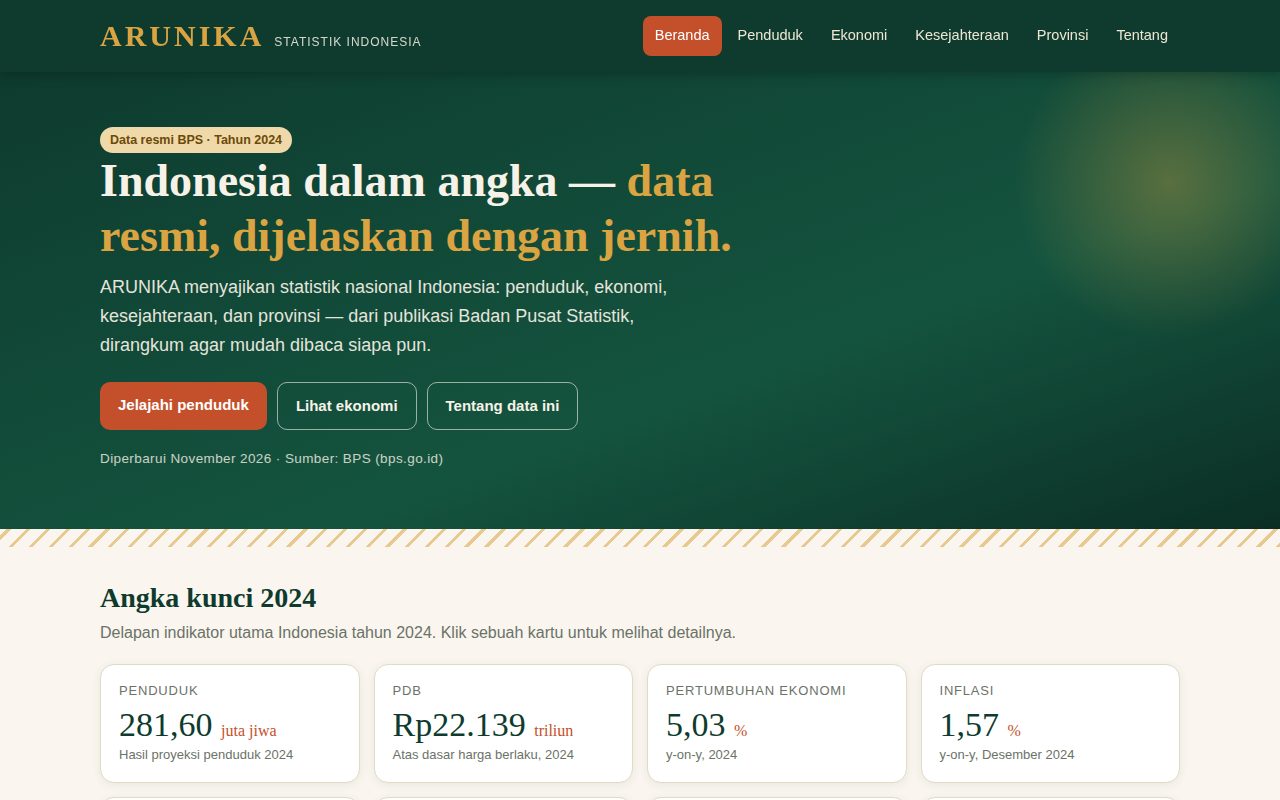 ARUNIKA STATISTIK INDONESIA
Beranda Penduduk Ekonomi Kesejahteraan Provinsi Tentang
Data resmi BPS · Tahun 2024
Indonesia dalam angka — data
resmi, dijelaskan dengan jernih.
ARUNIKA menyajikan statistik nasional Indonesia: penduduk, ekonomi,
kesejahteraan, dan provinsi — dari publikasi Badan Pusat Statistik,
dirangkum agar mudah dibaca siapa pun.
Jelajahi penduduk Lihat ekonomi Tentang data ini
Diperbarui November 2026 · Sumber: BPS (bps.go.id)
Angka kunci 2024
Delapan indikator utama Indonesia tahun 2024. Klik sebuah kartu untuk melihat detailnya.
PENDUDUK
281,60 juta jiwa
Hasil proyeksi penduduk 2024
PDB
Rp22.139 triliun
Atas dasar harga berlaku, 2024
PERTUMBUHAN EKONOMI
5,03 %
y-on-y, 2024
INFLASI
1,57 %
y-on-y, Desember 2024